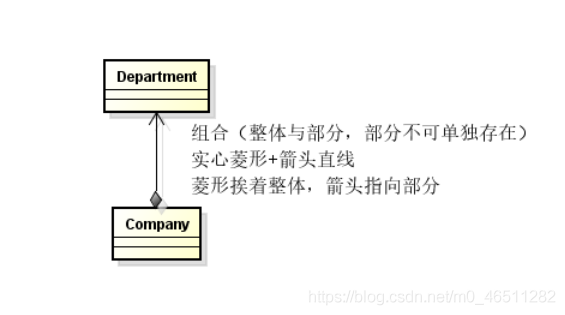 Department
组合（整体与部分，部分不可单独存在）
实心菱形+箭头直线
菱形挨着整体，箭头指向部分
Company
https://blog.csdn.net/m0_46511282